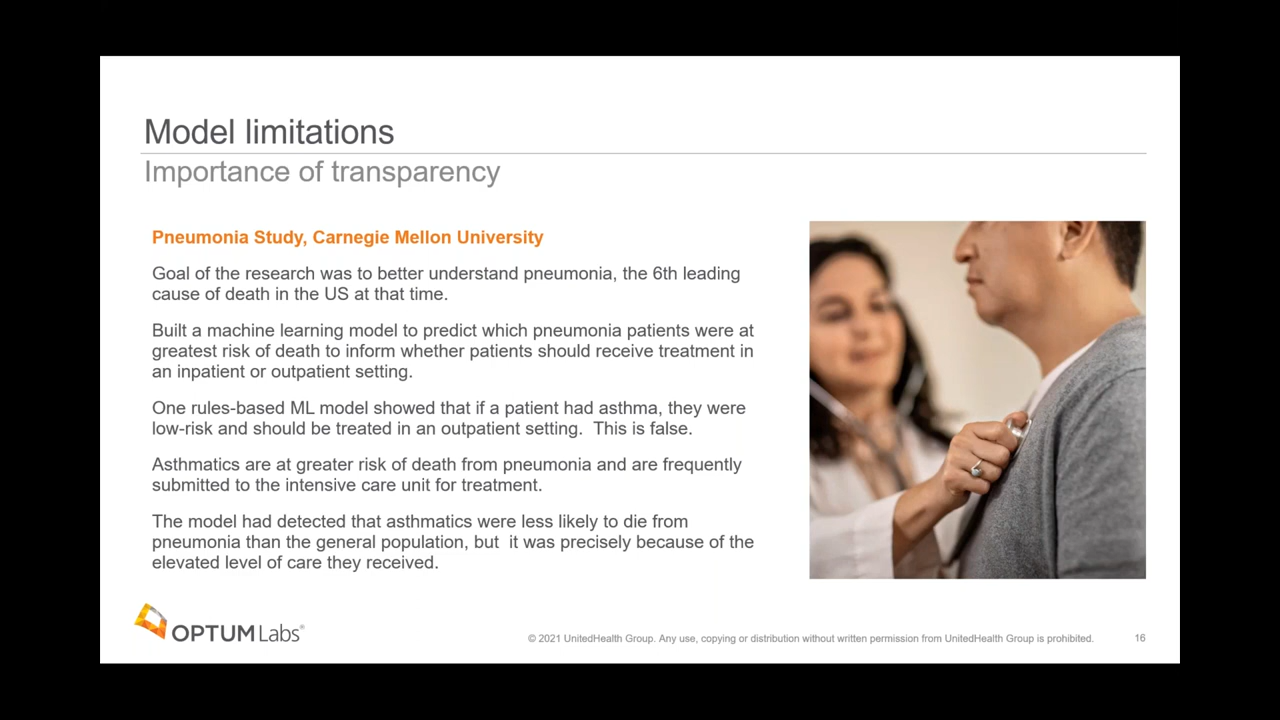 Model limitations
Importance of transparency
Pneumonia Study, Carnegie Mellon University
Goal of the research was to better understand pneumonia, the 6th leading
cause of death in the US at that time.
Built a machine learning model to predict which pneumonia patients were at
greatest risk of death to inform whether patients should receive treatment in
an inpatient or outpatient setting.
One rules-based ML model showed that if a patient had asthma, they were
low-risk and should be treated in an outpatient setting.  This is false.
Asthmatics are at greater risk of death from pneumonia and are frequently
submitted to the intensive care unit for treatment.
The model had detected that asthmatics were less likely to die from
pneumonia than the general population, but  it was precisely because of the
elevated level of care they received.
OPTUM Labs®
© 2021 UnitedHealth Group. Any use, copying or distribution without written permission from UnitedHealth Group is prohibited.
16